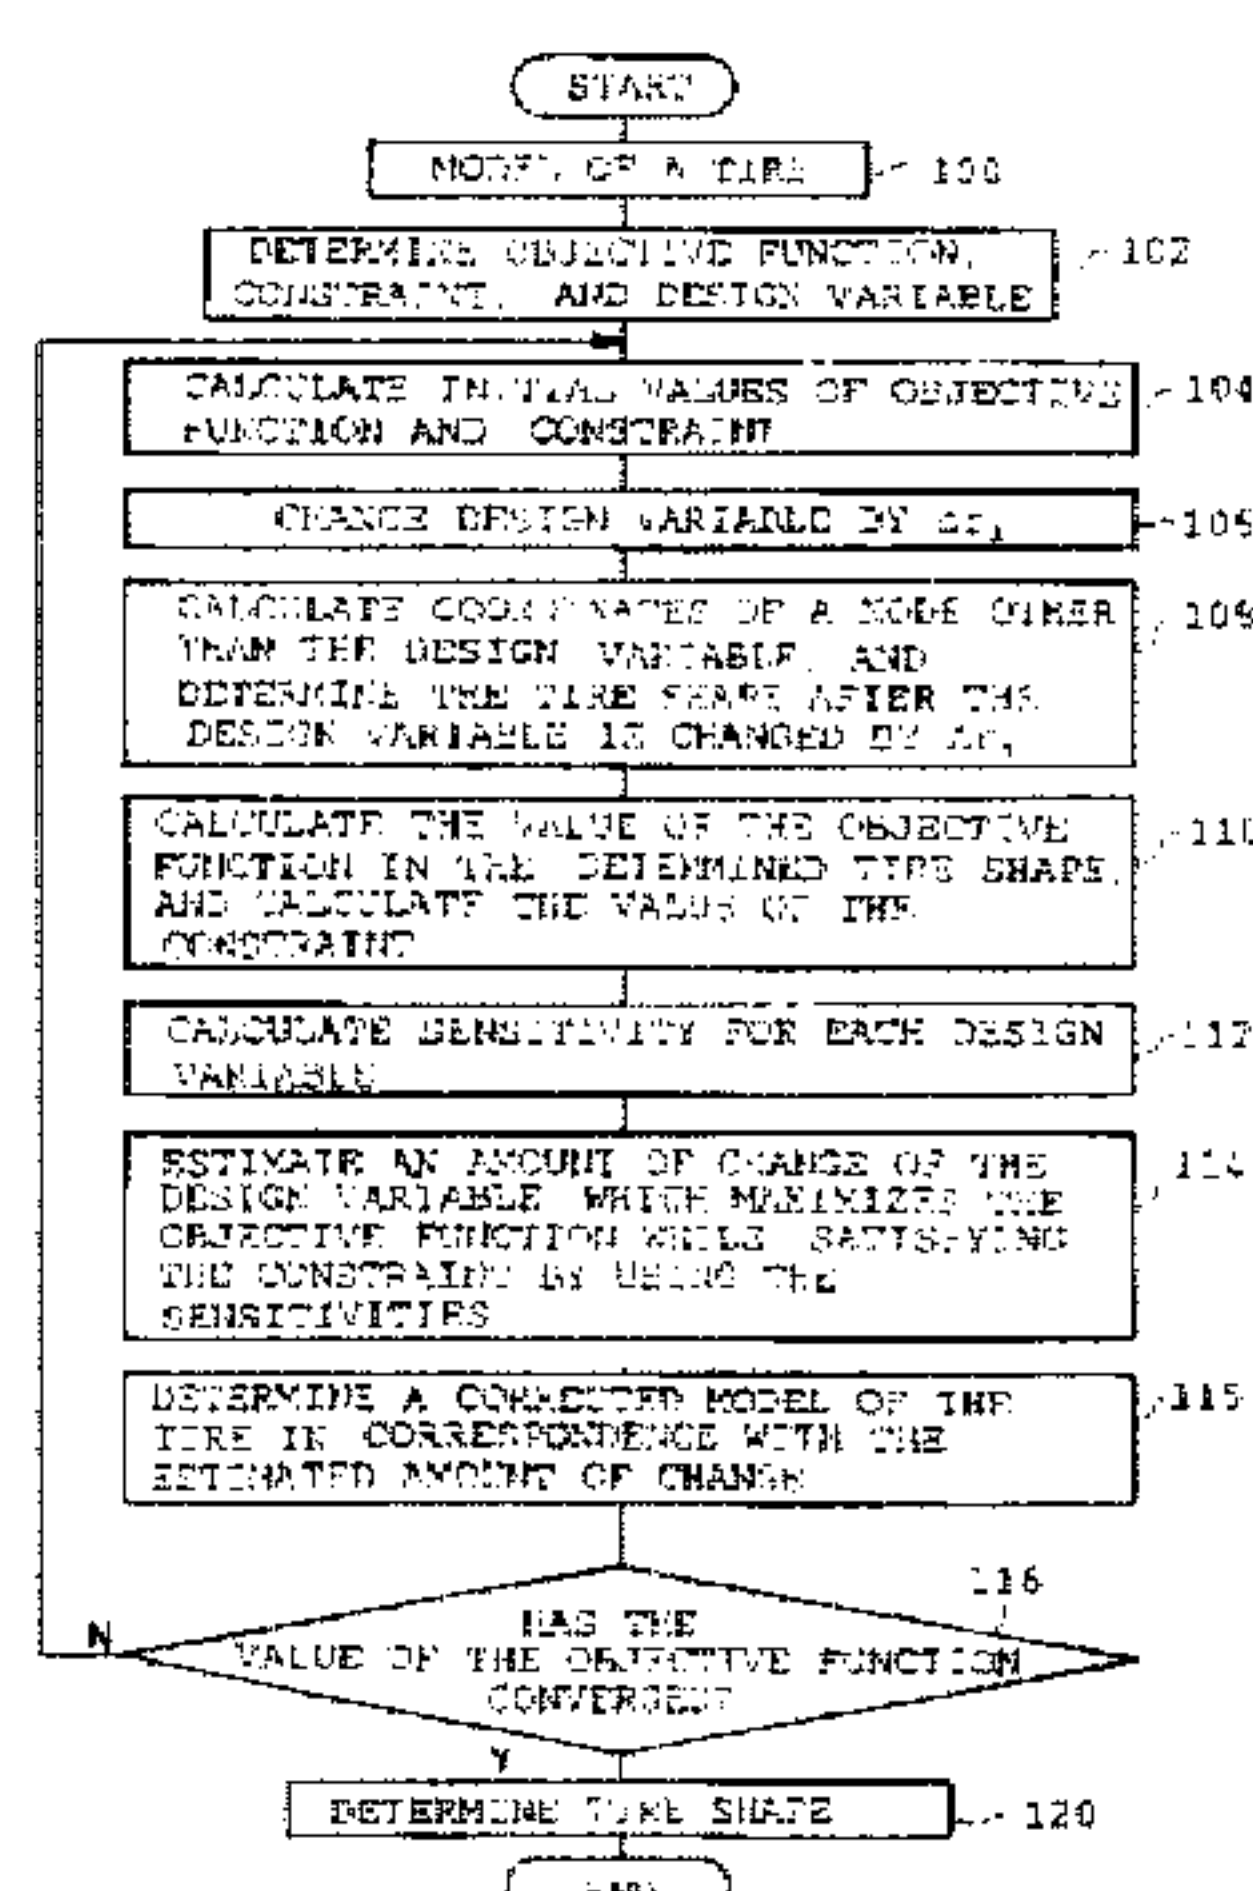 START
MODEL OF A TIRE
100
DETERMINE OBJECTIVE FUNCTION,
CONSTRAINT, AND DESIGN VARIABLE
102
CALCULATE INITIAL VALUES OF OBJECTIVE
FUNCTION AND CONSTRAINT
104
CHANGE DESIGN VARIABLE BY Δr
CALCULATE COORDINATES OF A NODE OTHER
THAN THE DESIGN VARIABLE, AND
DETERMINE THE TIRE SHAPE AFTER THE
DESIGN VARIABLE IS CHANGED BY Δr
CALCULATE THE VALUE OF THE OBJECTIVE
FUNCTION IN THE DETERMINED TIRE SHAPE,
AND CALCULATE THE VALUE OF THE
CONSTRAINT
110
CALCULATE SENSITIVITY FOR EACH DESIGN
VARIABLE
112
ESTIMATE AN AMOUNT OF CHANGE OF THE
DESIGN VARIABLE WHICH MAXIMIZES THE
OBJECTIVE FUNCTION WHILE SATISFYING
THE CONSTRAINT BY USING THE
SENSITIVITIES
DETERMINE A CORRECTED MODEL OF THE
TIRE IN CORRESPONDENCE WITH THE
ESTIMATED AMOUNT OF CHANGE
HAS THE
VALUE OF THE OBJECTIVE FUNCTION
CONVERGED?
N
Y
DETERMINE TIRE SHAPE
120
END